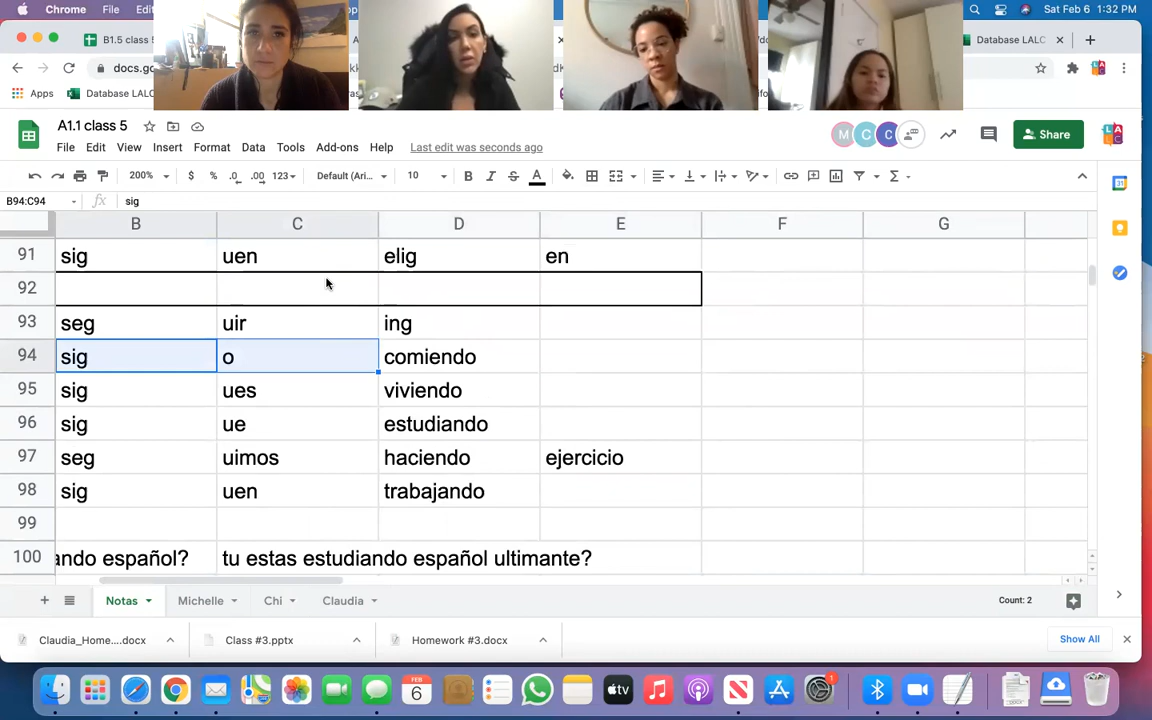 Chrome File Edit Sat Feb 6 1:32 PM
B1.5 class 5 Database LALC
docs.go
Apps Database LALC
A1.1 class 5
File Edit View Insert Format Data Tools Add-ons Help Last edit was seconds ago
M C C Share
200% $ % .0 .00 123 Default (Ari... 10 B I S A
B94:C94 fx sig
B C D E F G
91 sig uen elig en
92
93 seg uir ing
94 sig o comiendo
95 sig ues viviendo
96 sig ue estudiando
97 seg uimos haciendo ejercicio
98 sig uen trabajando
99
100 ando español? tu estas estudiando español ultimante?
Notas Michelle Chi Claudia Count: 2
Claudia_Home....docx Class #3.pptx Homework #3.docx Show All
FEB 6 tv 1